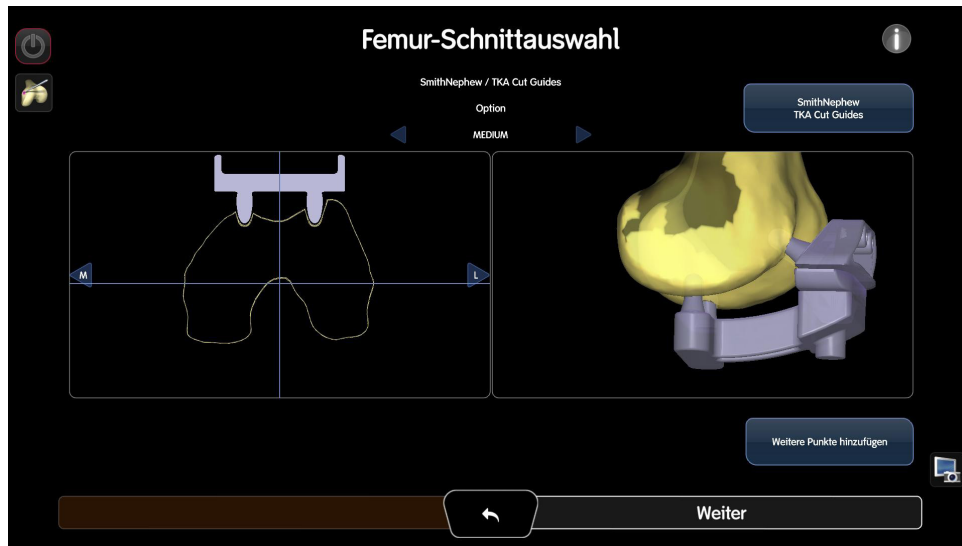 Femur-Schnittauswahl
i
SmithNephew / TKA Cut Guides
Option
MEDIUM
SmithNephew
TKA Cut Guides
M
L
Weitere Punkte hinzufügen
Weiter